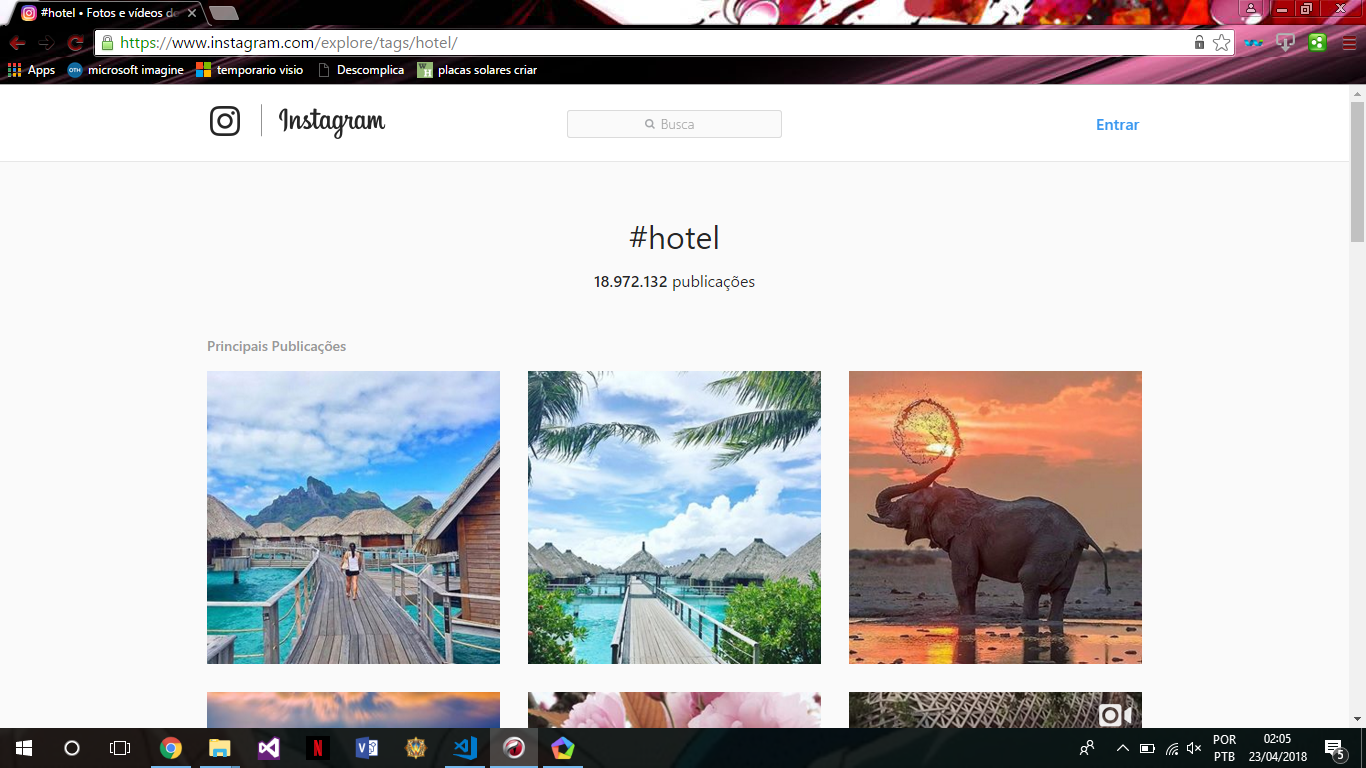 #hotel • Fotos e vídeos do
https://www.instagram.com/explore/tags/hotel/
Apps microsoft imagine temporario visio Descomplica placas solares criar
Instagram Busca Entrar
#hotel
18.972.132 publicações
Principais Publicações
POR 02:05
PTB 23/04/2018 5